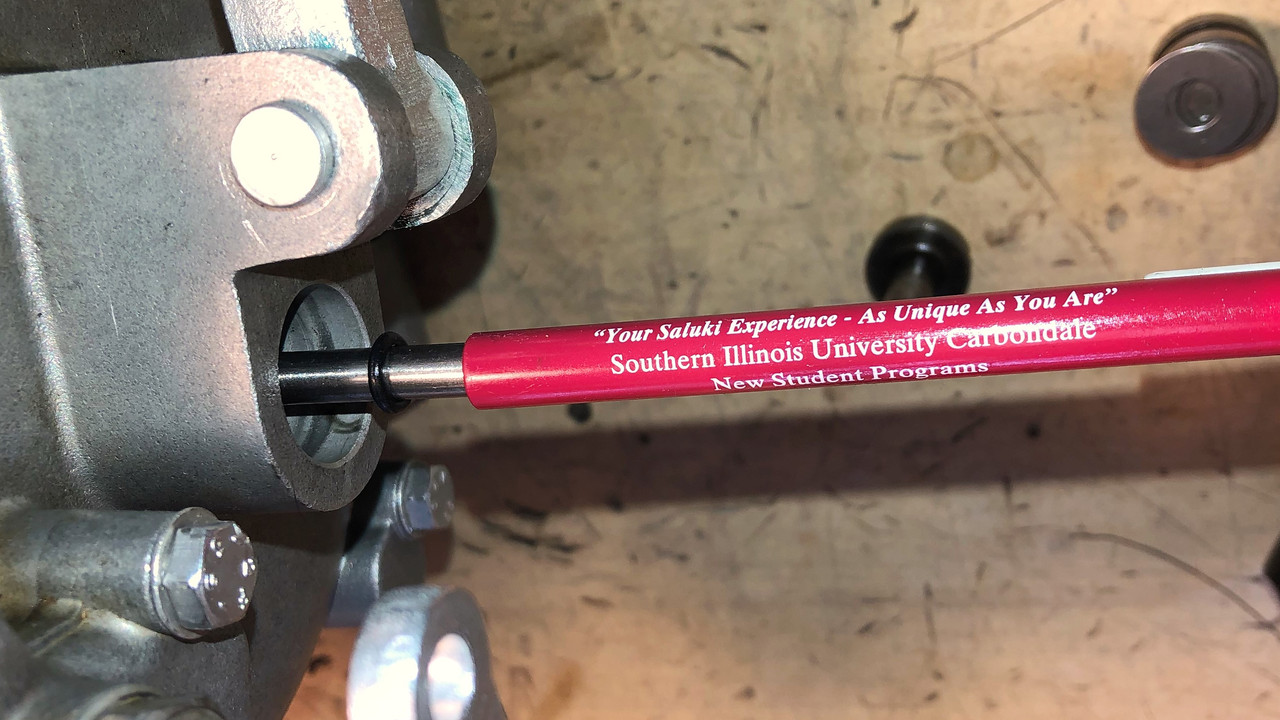 “Your Saluki Experience - As Unique As You Are”
Southern Illinois University Carbondale
New Student Programs